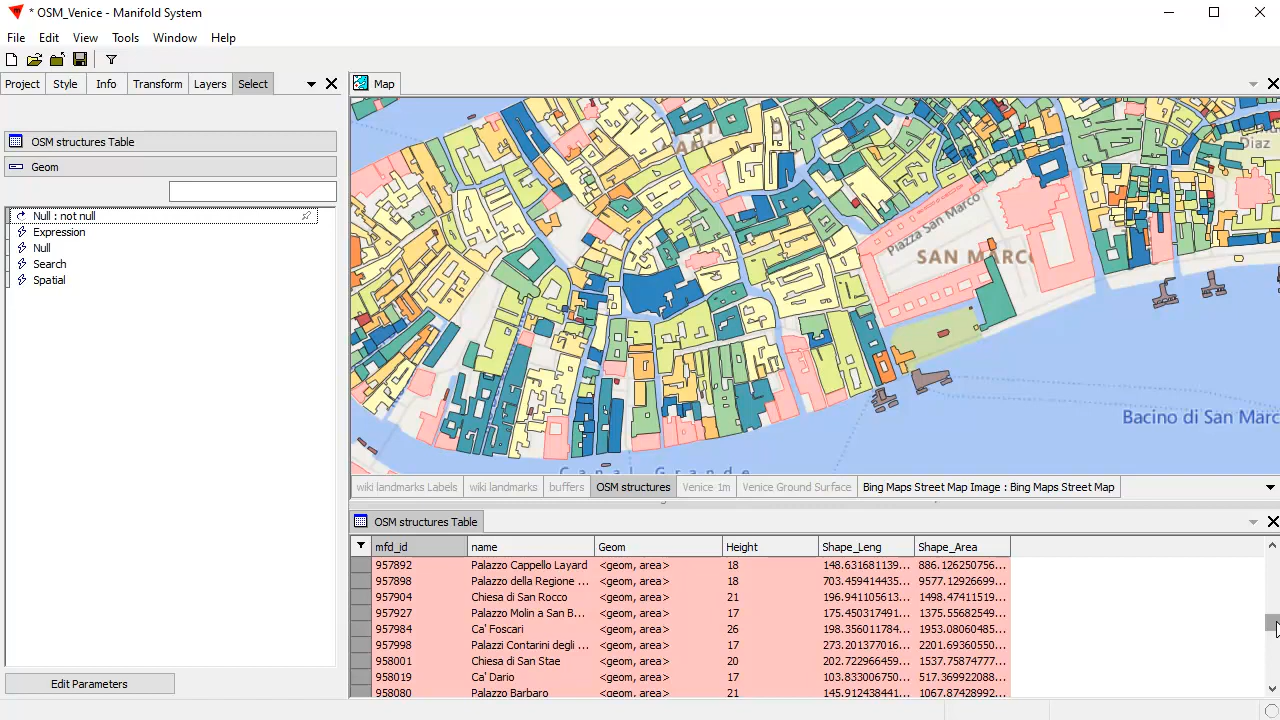 * OSM_Venice - Manifold System
File Edit View Tools Window Help
Project Style Info Transform Layers Select
Map
OSM structures Table
Geom
Null : not null
Expression
Null
Search
Spatial
Edit Parameters
Diaz
Piazza San Marco
SAN MARCO
Bacino di San Marc
Canal Grande
wiki landmarks Labels wiki landmarks buffers OSM structures Venice 1m Venice Ground Surface Bing Maps Street Map Image : Bing Maps Street Map
OSM structures Table
mfd_id name Geom Height Shape_Leng Shape_Area
957892 Palazzo Cappello Layard <geom, area> 18 148.631681139... 886.126250756...
957898 Palazzo della Regione ... <geom, area> 18 703.459414435... 9577.12926699...
957904 Chiesa di San Rocco <geom, area> 21 196.941105613... 1498.47411519...
957927 Palazzo Molin a San B... <geom, area> 17 175.450317491... 1375.55682549...
957984 Ca' Foscari <geom, area> 26 198.356011784... 1953.08060485...
957998 Palazzi Contarini degli ... <geom, area> 17 273.201377016... 2201.69360550...
958001 Chiesa di San Stae <geom, area> 20 202.722966459... 1537.75874777...
958019 Ca' Dario <geom, area> 17 103.833006750... 517.369922088...
958080 Palazzo Barbaro <geom, area> 21 145.912438441... 1067.87428992...